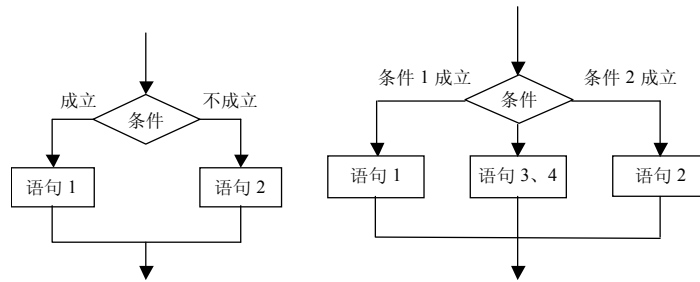 成立
不成立
条件
语句 1
语句 2
条件 1 成立
条件 2 成立
条件
语句 1
语句 3、4
语句 2